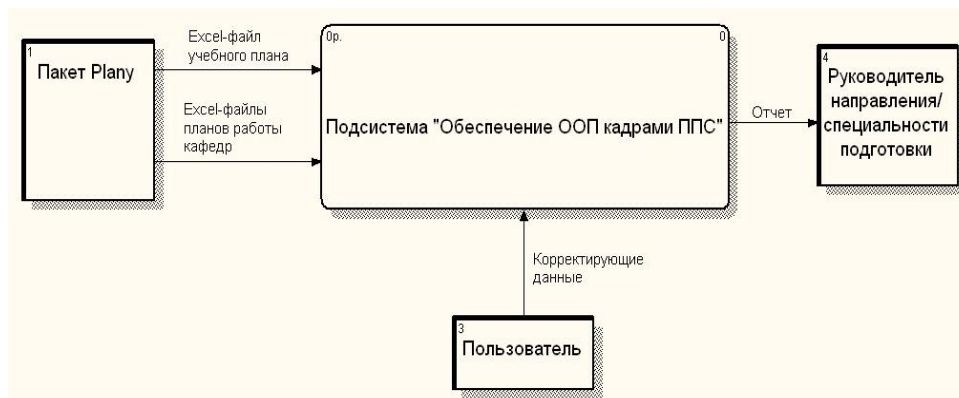 1
Пакет Plany
Excel-файл
учебного плана
Excel-файлы
планов работы
кафедр
0р.
0
Подсистема "Обеспечение ООП кадрами ППС"
Отчет
4
Руководитель
направления/
специальности
подготовки
Корректирующие
данные
3
Пользователь